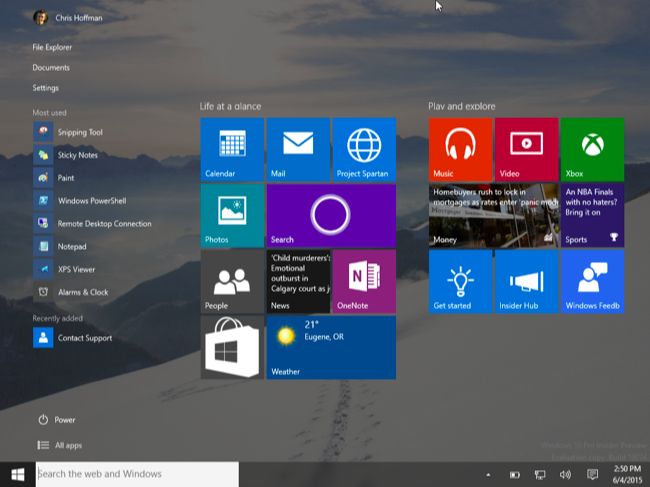 Chris Hoffman
File Explorer
Documents
Settings
Most used
Snipping Tool
Sticky Notes
Paint
Windows PowerShell
Remote Desktop Connection
Notepad
XPS Viewer
Alarms & Clock
Recently added
Contact Support
Power
All apps
Life at a glance
Calendar
Mail
Project Spartan
Photos
Search
People
'Child murderers':
Emotional
outburst in
Calgary court as j
News
N
OneNote
21°
Eugene, OR
Weather
Play and explore
Music
Video
Xbox
Homebuyers rush to lock in
mortgages as rates enter 'panic mode
Money
An NBA Finals
with no haters?
Bring it on
Sports
Get started
Insider Hub
Windows Feedb
Windows 10 Pro Insider Preview
Evaluation copy. Build
Search the web and Windows
2:50 PM
6/4/2015